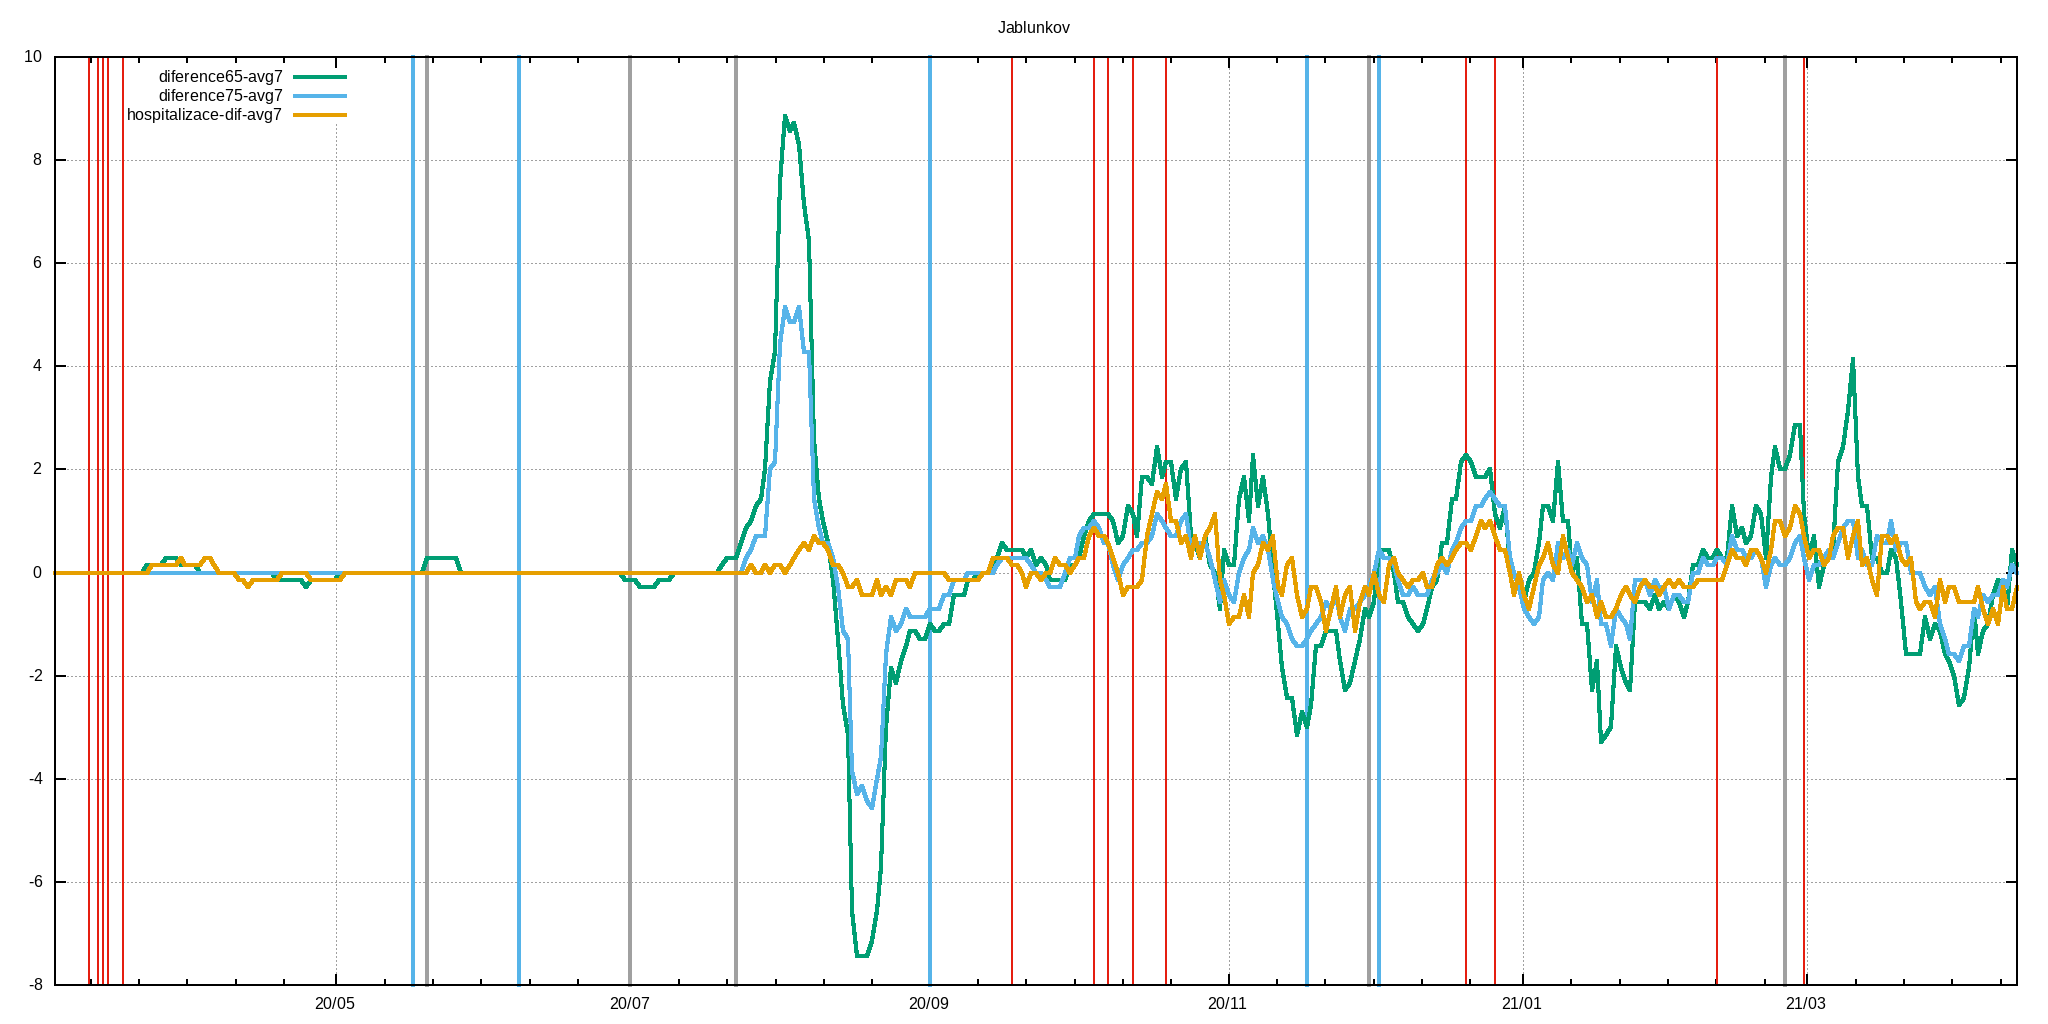 Jablunkov
10
8
6
4
2
0
-2
-4
-6
-8
diference65-avg7
diference75-avg7
hospitalizace-dif-avg7
20/05 20/07 20/09 20/11 21/01 21/03